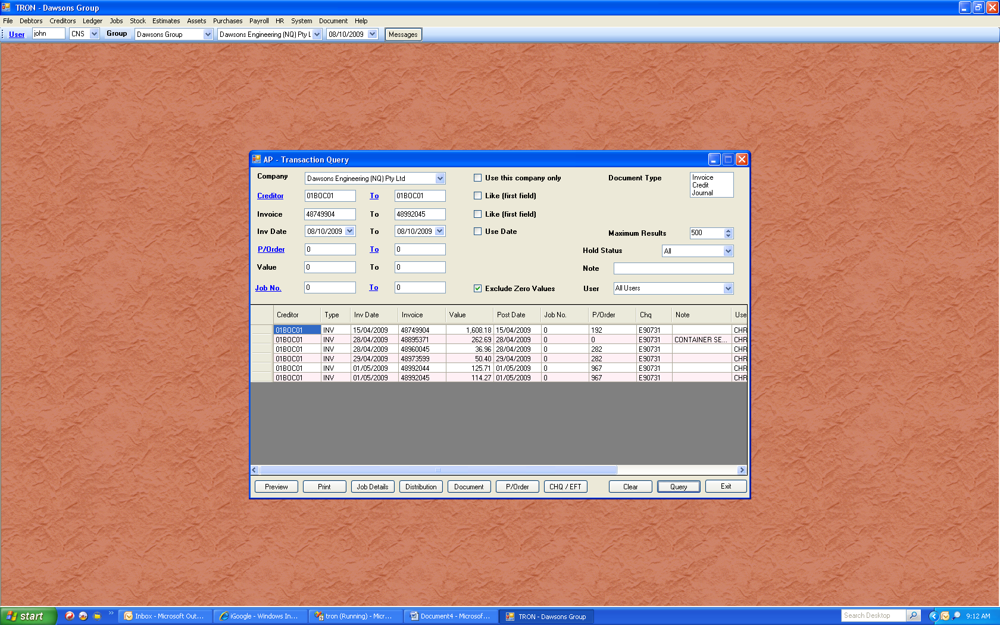 TRON - Dawsons Group
File Debtors Creditors Ledger Jobs Stock Estimates Assets Purchases Payroll HR System Document Help
User john CNS Group Dawsons Group Dawsons Engineering (NQ) Pty L 08/10/2009 Messages
AP - Transaction Query
Company Dawsons Engineering (NQ) Pty Ltd Use this company only Document Type Invoice
Credit
Journal
Creditor 01BOC01 To 01BOC01 Like (first field)
Invoice 48749904 To 48992045 Like (first field)
Inv Date 08/10/2009 To 08/10/2009 Use Date Maximum Results 500
P/Order 0 To 0 Hold Status All
Value 0 To 0 Note
Job No. 0 To 0 Exclude Zero Values User All Users
Creditor Type Inv Date Invoice Value Post Date Job No. P/Order Chq Note Use
01BOC01 INV 15/04/2009 48749904 1,608.18 15/04/2009 0 192 E90731 CHR
01BOC01 INV 28/04/2009 48895371 262.69 28/04/2009 0 0 E90731 CONTAINER SE... CHR
01BOC01 INV 28/04/2009 48960045 36.96 28/04/2009 0 282 E90731 CHR
01BOC01 INV 29/04/2009 48973599 50.40 29/04/2009 0 282 E90731 CHR
01BOC01 INV 01/05/2009 48992044 125.71 01/05/2009 0 967 E90731 CHR
01BOC01 INV 01/05/2009 48992045 114.27 01/05/2009 0 967 E90731 CHR
Preview Print Job Details Distribution Document P/Order CHQ / EFT Clear Query Exit
start Inbox - Microsoft Out... iGoogle - Windows In... tron (Running) - Micr... Document4 - Microsof... TRON - Dawsons Group Search Desktop 9:12 AM